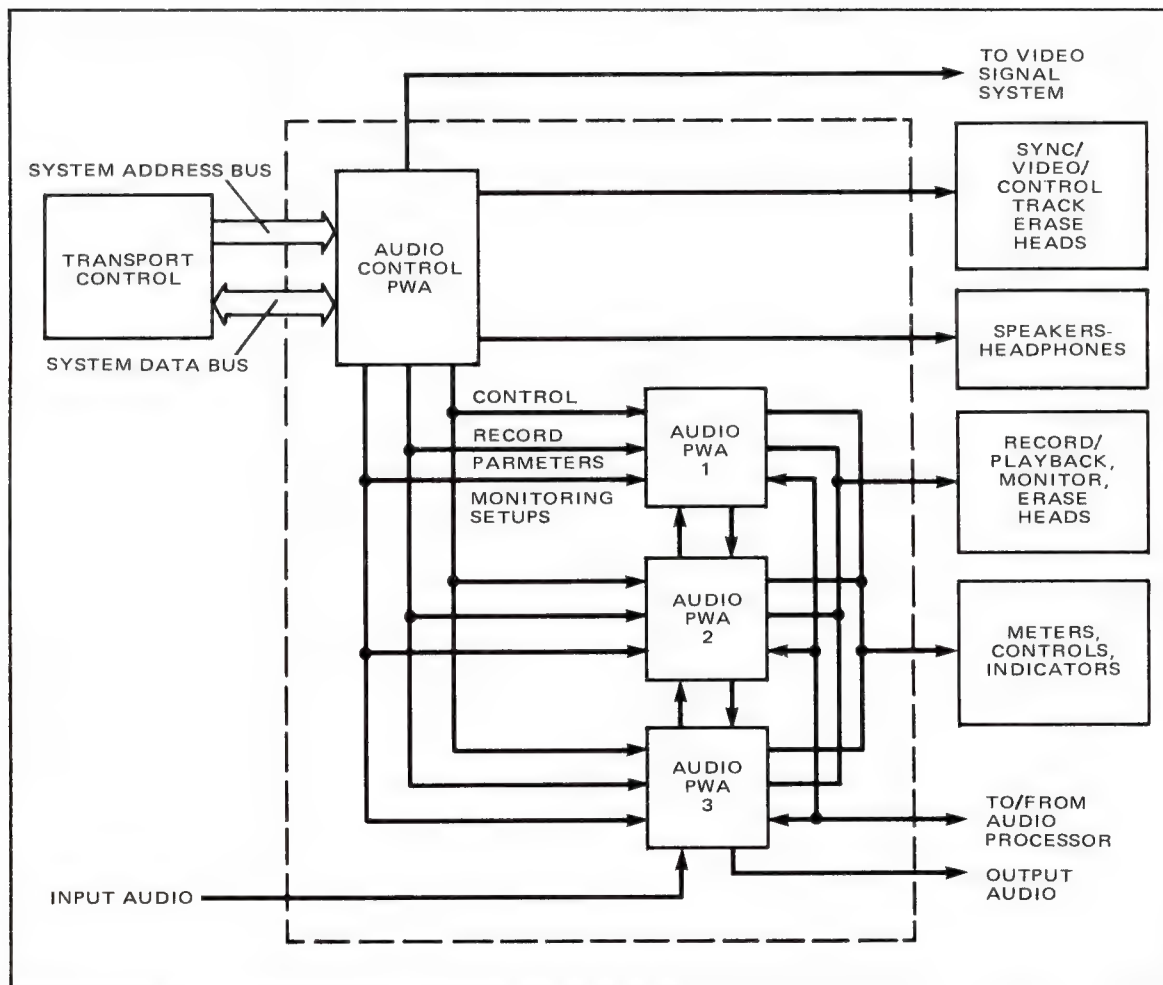 TO VIDEO
SIGNAL
SYSTEM
SYSTEM ADDRESS BUS
TRANSPORT
CONTROL
SYSTEM DATA BUS
AUDIO
CONTROL
PWA
SYNC/
VIDEO/
CONTROL
TRACK
ERASE
HEADS
SPEAKERS-
HEADPHONES
CONTROL
RECORD
PARMETERS
MONITORING
SETUPS
AUDIO
PWA
1
RECORD/
PLAYBACK,
MONITOR,
ERASE
HEADS
AUDIO
PWA
2
METERS,
CONTROLS,
INDICATORS
AUDIO
PWA
3
TO/FROM
AUDIO
PROCESSOR
INPUT AUDIO
OUTPUT
AUDIO